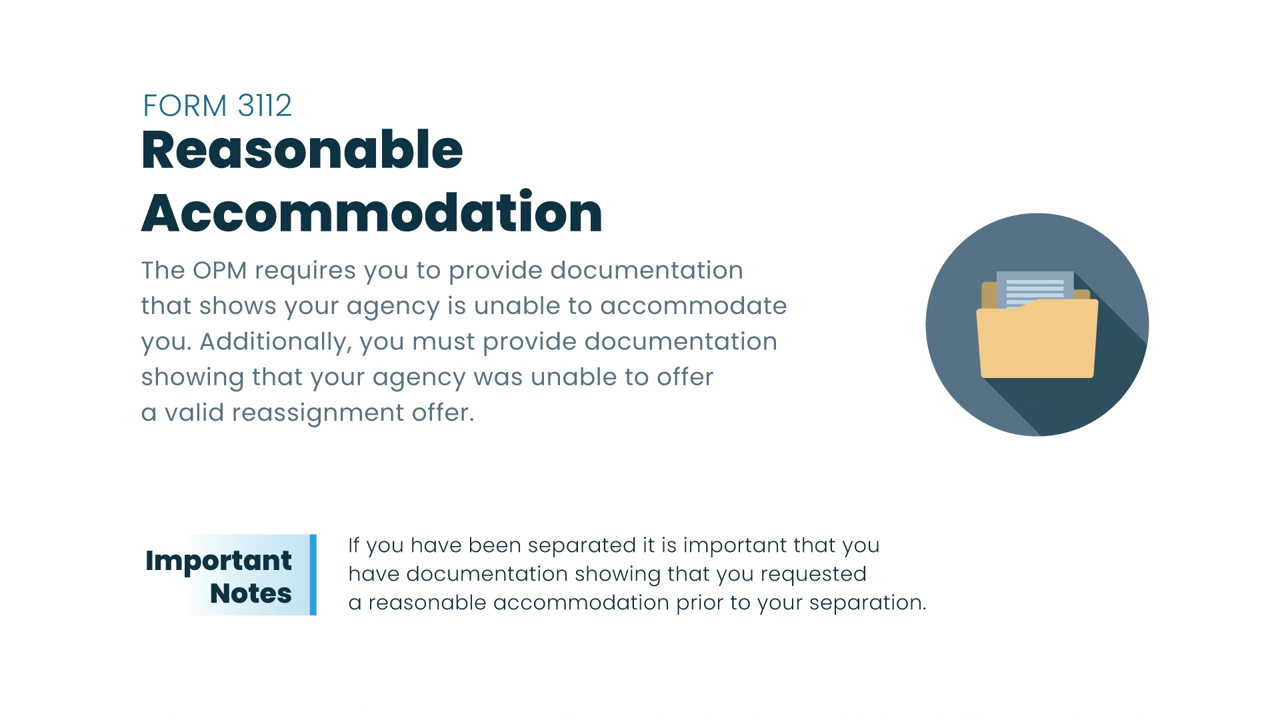 FORM 3112
Reasonable
Accommodation
The OPM requires you to provide documentation
that shows your agency is unable to accommodate
you. Additionally, you must provide documentation
showing that your agency was unable to offer
a valid reassignment offer.
Important
Notes
If you have been separated it is important that you
have documentation showing that you requested
a reasonable accommodation prior to your separation.